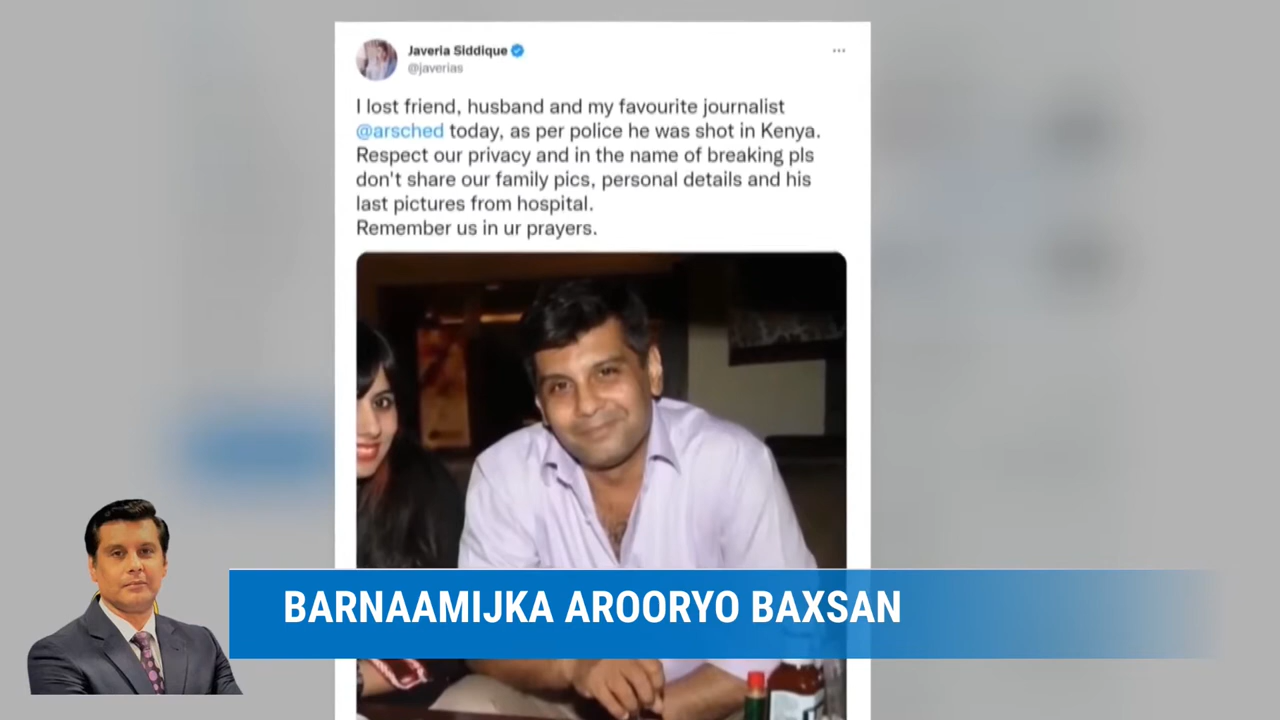 Javeria Siddique
@javerias
I lost friend, husband and my favourite journalist
@arsched today, as per police he was shot in Kenya.
Respect our privacy and in the name of breaking pls
don't share our family pics, personal details and his
last pictures from hospital.
Remember us in ur prayers.
BARNAAMIJKA AROORYO BAXSAN